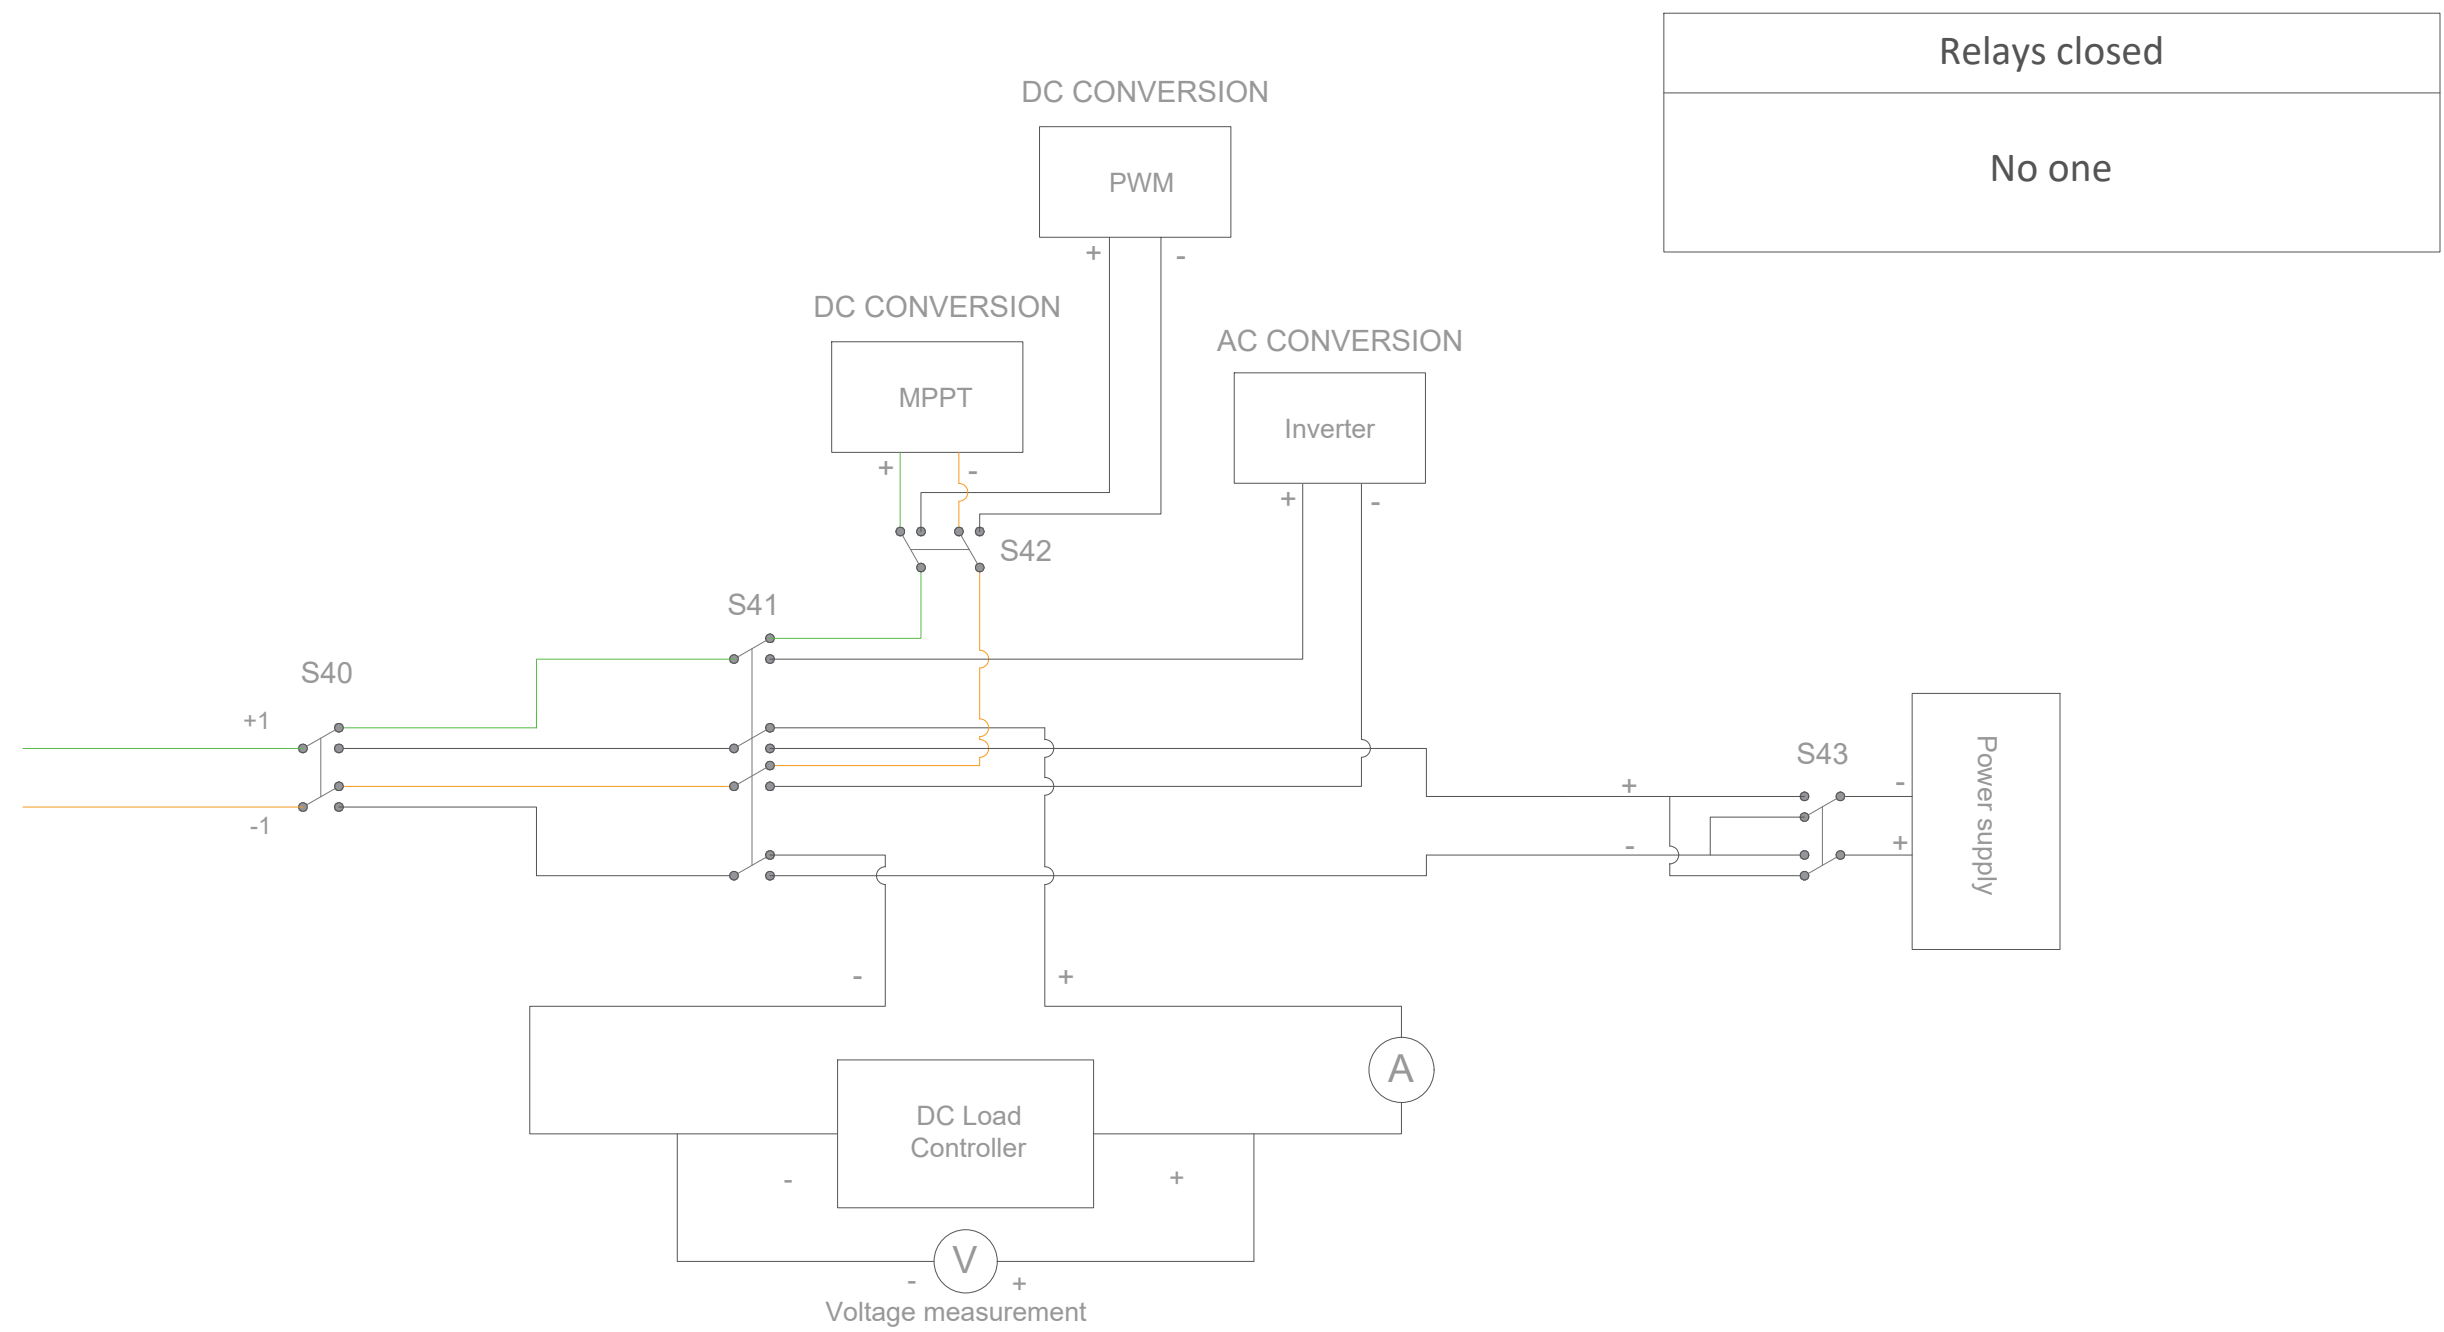 Relays closed
No one
DC CONVERSION
PWM
+
-
DC CONVERSION
MPPT
+
-
AC CONVERSION
Inverter
+
-
S42
S41
S40
+1
-1
S43
+
-
-
+
Power supply
-
+
A
DC Load
Controller
-
+
V
-
+
Voltage measurement